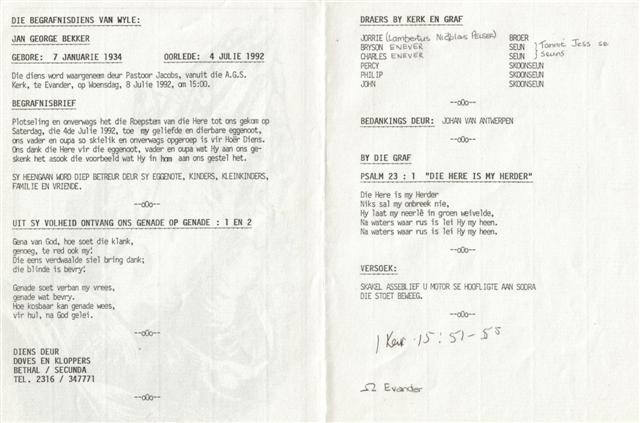 DIE BEGRAFNISDIENS VAN WYLE:
JAN GEORGE BEKKER
GEBORE: 7 JANUARIE 1934 OORLEDE: 4 JULIE 1992
Die diens word waargeneem deur Pastoor Jacobs, vanuit die A.G.S.
Kerk, te Evander, op Woensdag, 8 Julie 1992, om 15:00.
BEGRAFNISBRIEF
Plotseling en onverwags het die Roepstem van die Here tot ons gekom op
Saterdag, die 4de Julie 1992, toe my geliefde en dierbare eggenoot,
ons vader en oupa so skielik en onverwags opgeroep is vir Hoër Diens.
Ons dank die Here vir die eggenoot, vader en oupa wat Hy aan ons ge-
skenk het asook die voorbeeld wat Hy in hom aan ons gestel het.
SY HEENGAAN WORD DIEP BETREUR DEUR SY EGGENOTE, KINDERS, KLEINKINDERS,
FAMILIE EN VRIENDE.
--o0o--
UIT SY VOLHEID ONTVANG ONS GENADE OP GENADE : 1 EN 2
Gena van God, hoe soet die klank,
genoeg, te red ook my!
Die eens verdwaalde siel bring dank;
die blinde is bevry!
Genade soet verban my vrees,
genade wat bevry.
Hoe kosbaar kan genade wees,
vir hul, na God gelei.
--o0o--
DIENS DEUR
DOVES EN KLOPPERS
BETHAL / SECUNDA
TEL. 2316 / 347771
--o0o--
DRAERS BY KERK EN GRAF
JORRIE (Lambertus Nicolaas PELSER) BROER
BRYSON ENEVER SEUN } Tannie Jess se
CHARLES ENEVER SEUN } seuns
PERCY SKOONSEUN
PHILIP SKOONSEUN
JOHN SKOONSEUN
--o0o--
BEDANKINGS DEUR: JOHAN VAN ANTWERPEN
--o0o--
BY DIE GRAF
PSALM 23 : 1 "DIE HERE IS MY HERDER"
Die Here is my Herder
Niks sal my onbreek nie,
Hy laat my neerlê in groen weivelde,
Na waters waar rus is lei Hy my heen.
Na waters waar rus is lei Hy my heen.
--o0o--
VERSOEK:
SKAKEL ASSEBLIEF U MOTOR SE HOOFLIGTE AAN SODRA
DIE STOET BEWEEG.
--o0o--
1 Kor 15 : 51-55
Ω Evander